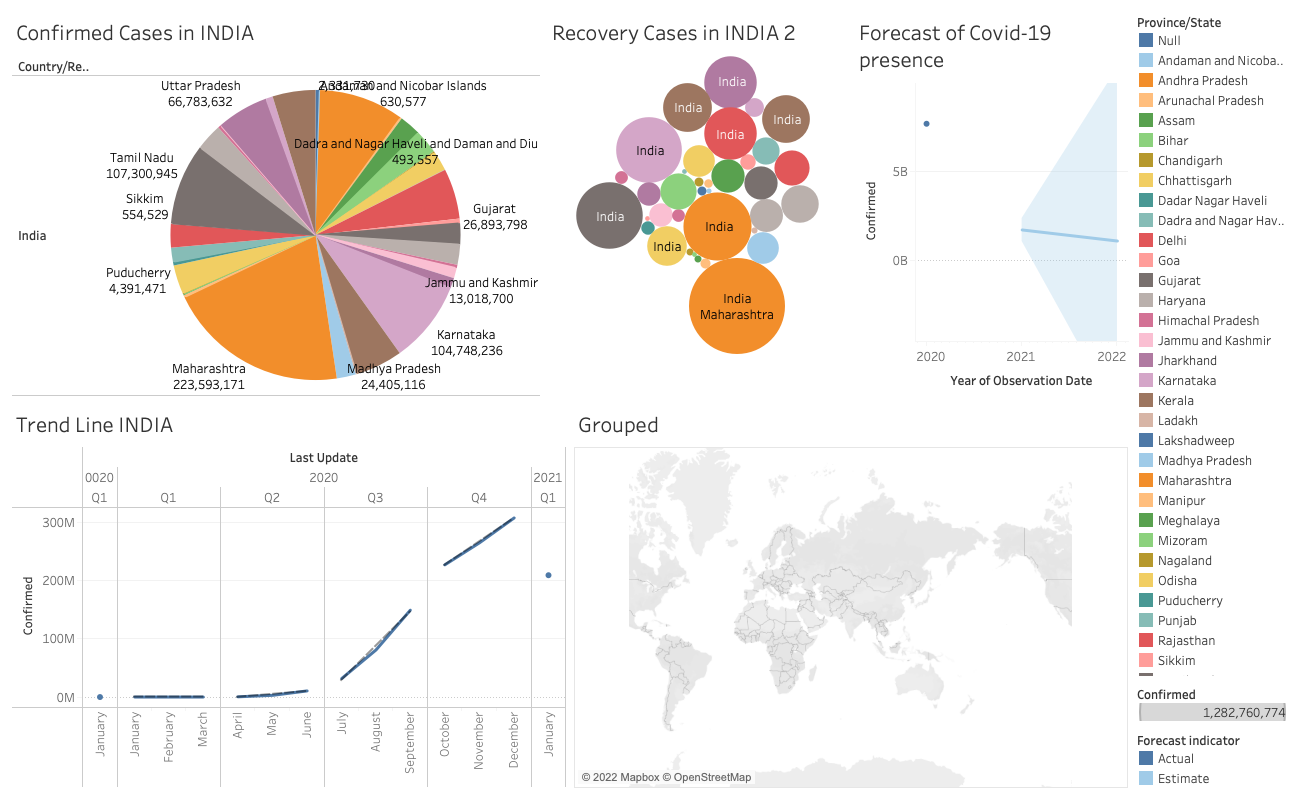 Confirmed Cases in INDIA
Country/Re..
India
Uttar Pradesh
66,783,632
Andaman and Nicobar Islands
630,577
Dadra and Nagar Haveli and Daman and Diu
493,557
Tamil Nadu
107,300,945
Sikkim
554,529
Gujarat
26,893,798
Puducherry
4,391,471
Jammu and Kashmir
13,018,700
Karnataka
104,748,236
Maharashtra
223,593,171
Madhya Pradesh
24,405,116
Recovery Cases in INDIA 2
India
India
India
India
India
India
India
India
India
Maharashtra
Forecast of Covid-19
presence
Confirmed
5B
0B
2020
2021
2022
Year of Observation Date
Trend Line INDIA
Last Update
0020
2020
2021
Q1
Q1
Q2
Q3
Q4
Q1
Confirmed
300M
200M
100M
0M
January
January
February
March
April
May
June
July
August
September
October
November
December
January
Grouped
© 2022 Mapbox © OpenStreetMap
Province/State
Null
Andaman and Nicoba..
Andhra Pradesh
Arunachal Pradesh
Assam
Bihar
Chandigarh
Chhattisgarh
Dadar Nagar Haveli
Dadra and Nagar Hav..
Delhi
Goa
Gujarat
Haryana
Himachal Pradesh
Jammu and Kashmir
Jharkhand
Karnataka
Kerala
Ladakh
Lakshadweep
Madhya Pradesh
Maharashtra
Manipur
Meghalaya
Mizoram
Nagaland
Odisha
Puducherry
Punjab
Rajasthan
Sikkim
Confirmed
1,282,760,774
Forecast indicator
Actual
Estimate